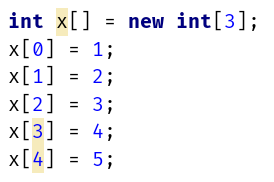 int x[] = new int[3];
x[0] = 1;
x[1] = 2;
x[2] = 3;
x[3] = 4;
x[4] = 5;